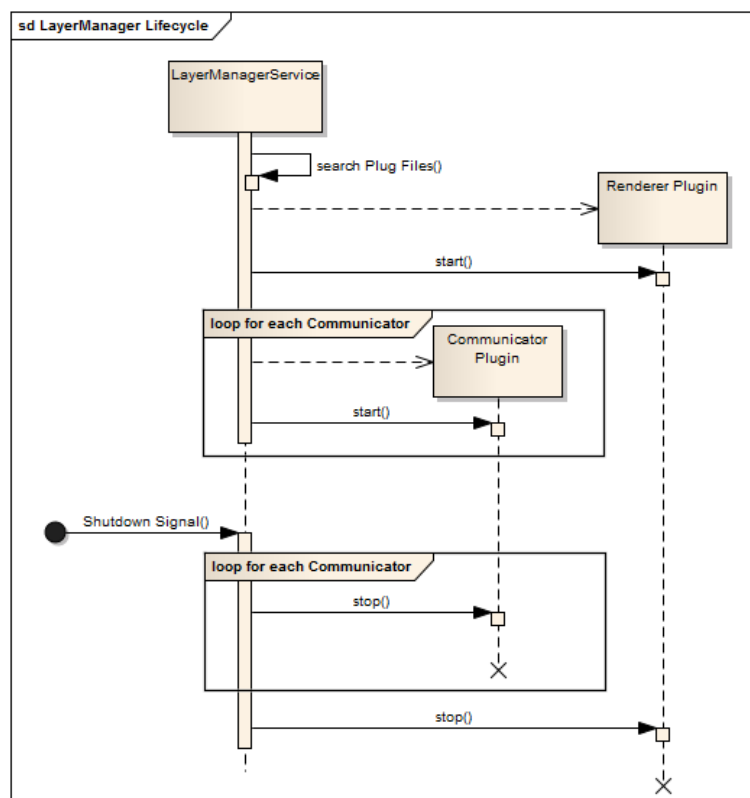 sd LayerManager Lifecycle
LayerManagerService
search Plug Files()
Renderer Plugin
start()
loop for each Communicator
Communicator
Plugin
start()
Shutdown Signal()
loop for each Communicator
stop()
stop()